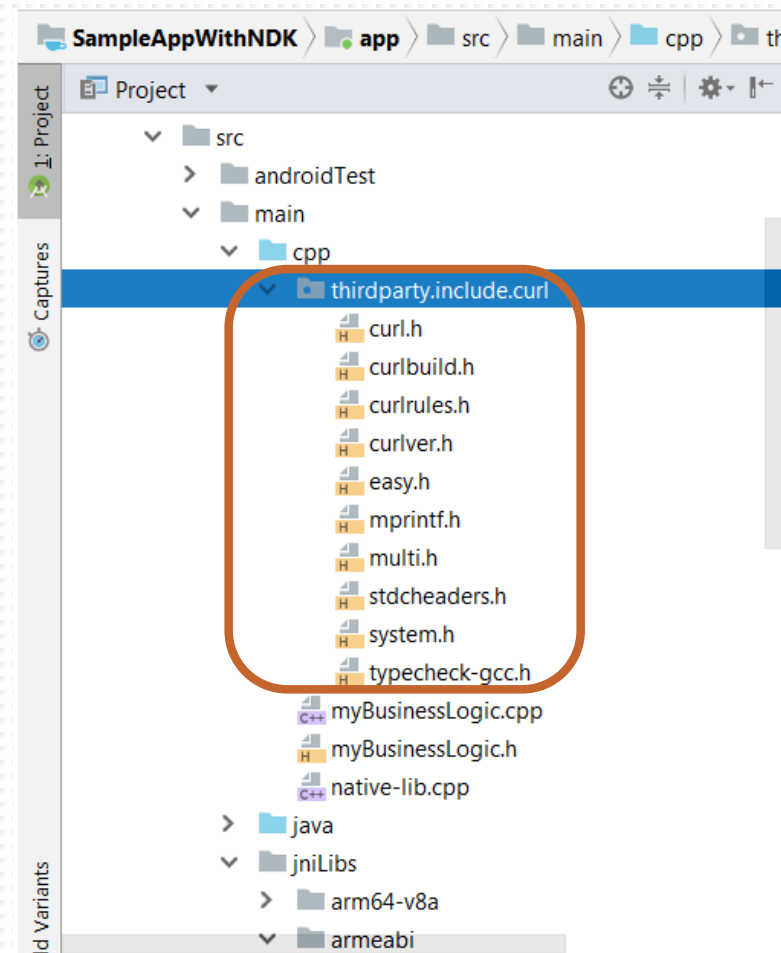 SampleAppWithNDK app src main cpp th
Project
1: Project
src
androidTest
main
cpp
Captures
thirdparty.include.curl
H curl.h
H curlbuild.h
H curlrules.h
H curlver.h
H easy.h
H mprintf.h
H multi.h
H stdcheaders.h
H system.h
H typecheck-gcc.h
C++ myBusinessLogic.cpp
H myBusinessLogic.h
C++ native-lib.cpp
java
jniLibs
ld Variants
arm64-v8a
armeabi